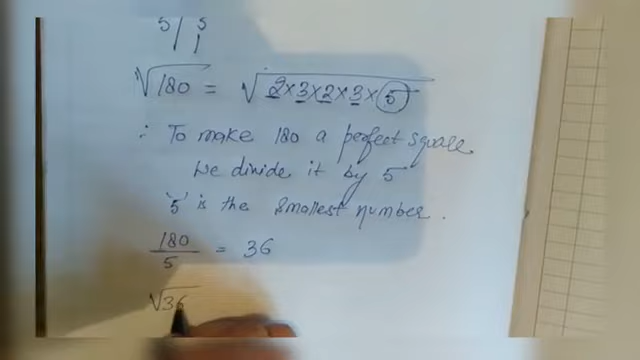 5 | 5
√180 = √2×3×2×3×5
∴ To make 180 a perfect square
we divide it by 5
'5' is the smallest number.
180/5 = 36
√36